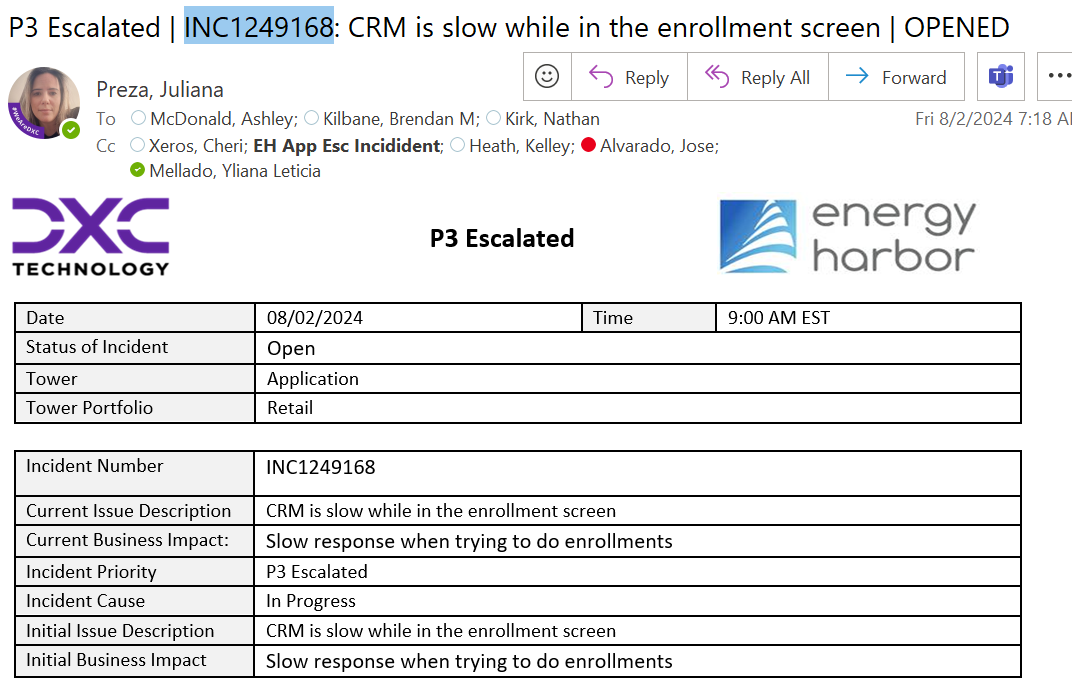 P3 Escalated | INC1249168: CRM is slow while in the enrollment screen | OPENED
Preza, Juliana
Reply
Reply All
Forward
To McDonald, Ashley; Kilbane, Brendan M; Kirk, Nathan
Fri 8/2/2024 7:18 AM
Cc Xeros, Cheri; EH App Esc Incidident; Heath, Kelley; Alvarado, Jose;
Mellado, Yliana Leticia
#WeAreDXC
DXC
TECHNOLOGY
P3 Escalated
energy
harbor
Date 08/02/2024 Time 9:00 AM EST
Status of Incident Open
Tower Application
Tower Portfolio Retail
Incident Number INC1249168
Current Issue Description CRM is slow while in the enrollment screen
Current Business Impact: Slow response when trying to do enrollments
Incident Priority P3 Escalated
Incident Cause In Progress
Initial Issue Description CRM is slow while in the enrollment screen
Initial Business Impact Slow response when trying to do enrollments